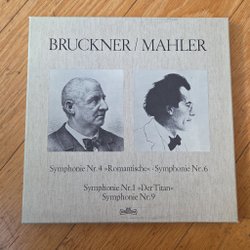 BRUCKNER/MAHLER
Symphonie Nr. 4 »Romantische« · Symphonie Nr. 6
Symphonie Nr. 1 »Der Titan«
Symphonie Nr. 9